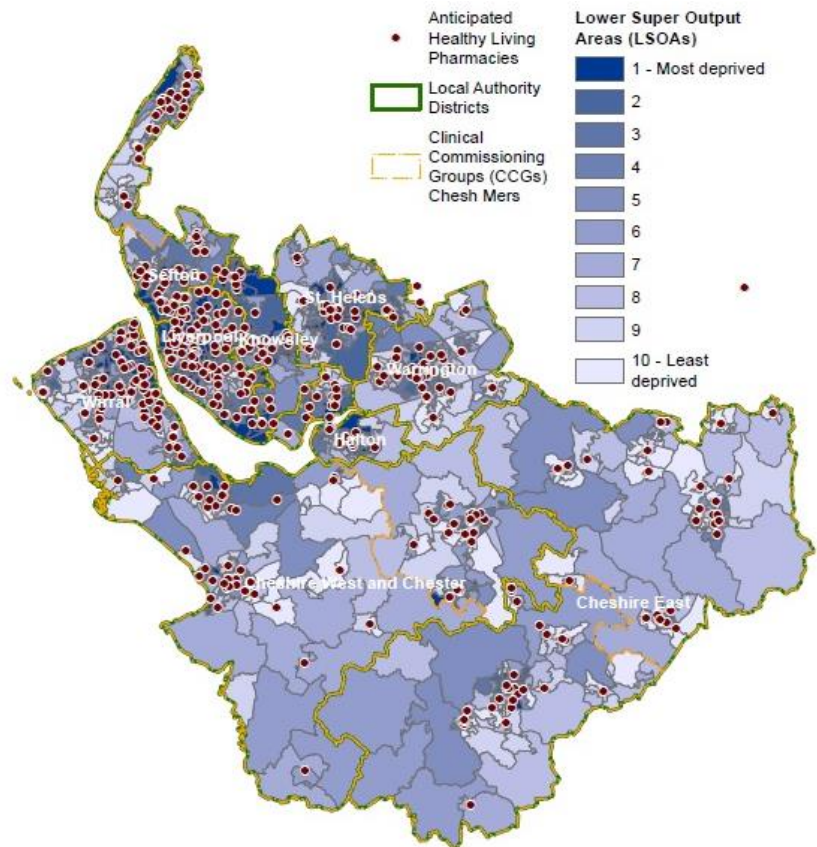 Anticipated
Healthy Living
Pharmacies
Local Authority
Districts
Clinical
Commissioning
Groups (CCGs)
Chesh Mers
Lower Super Output
Areas (LSOAs)
1 - Most deprived
2
3
4
5
6
7
8
9
10 - Least
deprived
Sefton
St. Helens
Liverpool
Knowsley
Warrington
Wirral
Halton
Cheshire West and Chester
Cheshire East